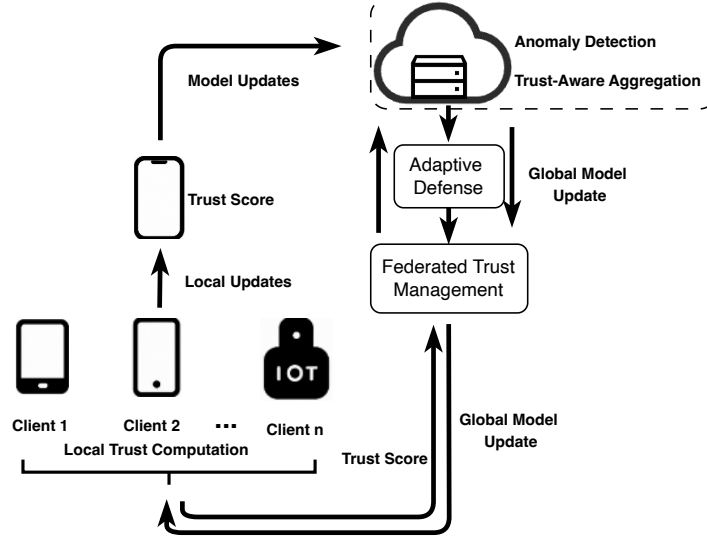 Anomaly Detection
Model Updates
Trust-Aware Aggregation
Adaptive
Defense
Global Model
Update
Trust Score
Federated Trust
Management
Local Updates
IOT
Client 1
Client 2
...
Client n
Local Trust Computation
Global Model
Update
Trust Score